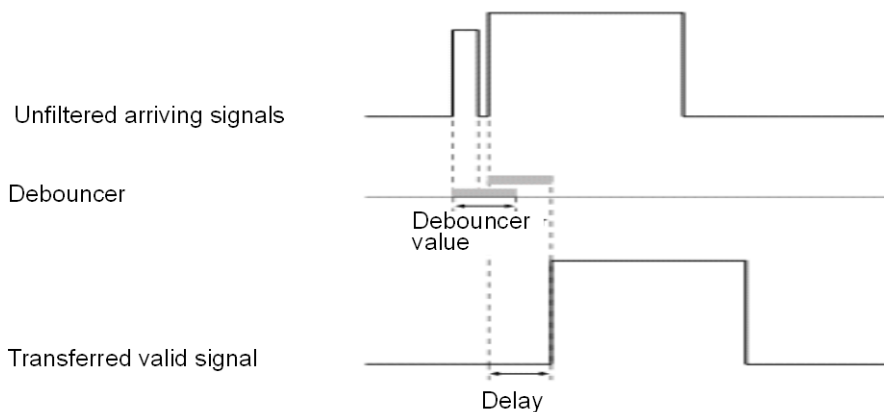 Unfiltered arriving signals
Debouncer
Debouncer
value
Transferred valid signal
Delay